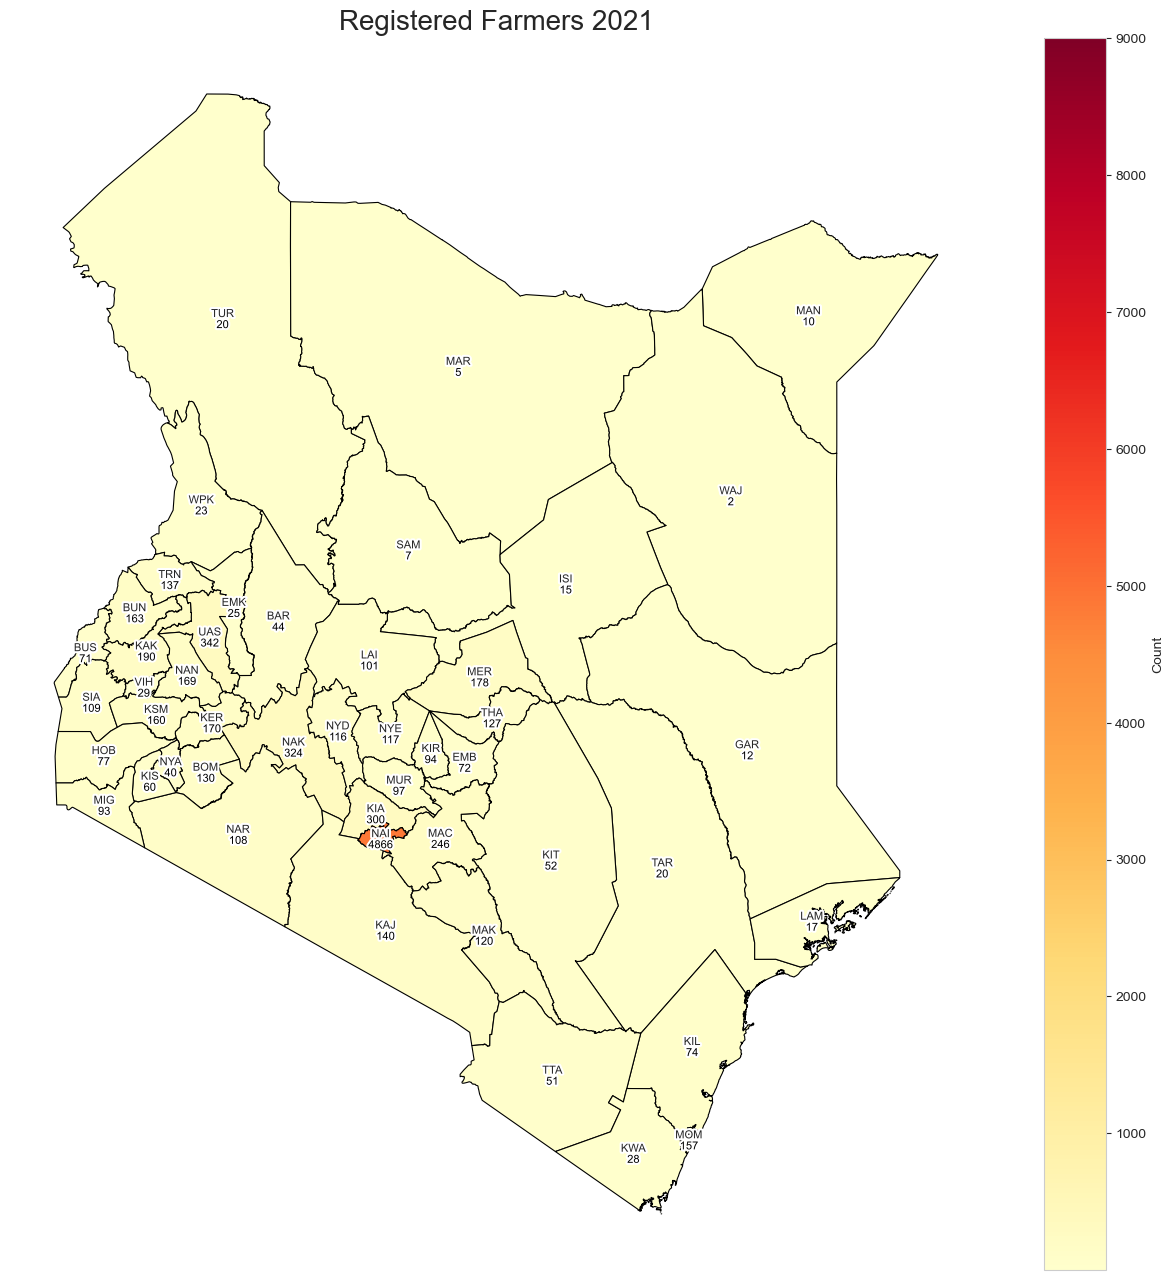 Registered Farmers 2021
9000
8000
7000
6000
5000
4000
3000
2000
1000
Count
TUR
20
MAN
10
MAR
5
WAJ
2
WPK
23
SAM
7
TRN
137
ISI
15
EMK
25
BUN
163
BAR
44
UAS
342
BUS
71
KAK
190
LAI
101
NAN
169
MER
178
VIH
29
SIA
109
KSM
160
KER
170
THA
127
NYD
116
NYE
117
NAK
324
GAR
12
HOB
77
KIR
94
EMB
72
NYA
40
BOM
130
KIS
60
MUR
97
MIG
93
KIA
300
NAR
108
NAI
4866
MAC
246
KIT
52
TAR
20
LAM
17
KAJ
140
MAK
120
KIL
74
TTA
51
MOM
157
KWA
28